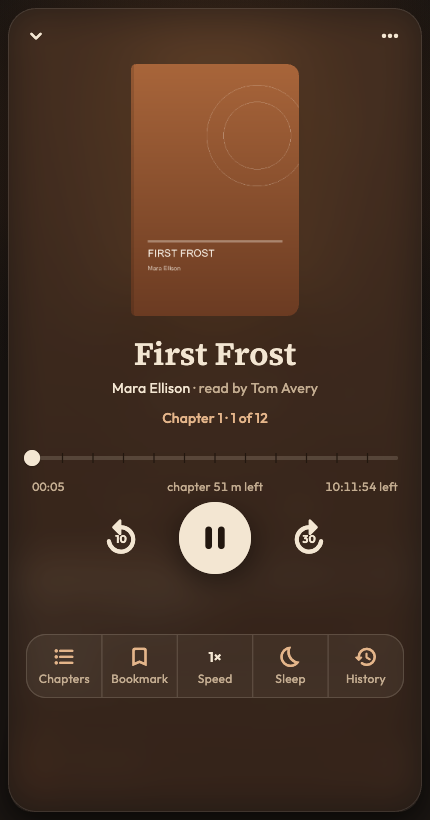 FIRST FROST
Mara Ellison
First Frost
Mara Ellison · read by Tom Avery
Chapter 1 · 1 of 12
00:05 chapter 51 m left 10:11:54 left
10 30
1×
Chapters Bookmark Speed Sleep History